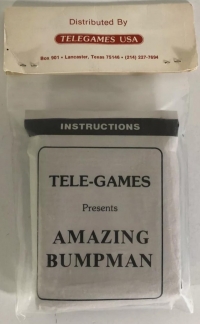 Distributed By
TELEGAMES USA
Box 901 • Lancaster, Texas 75146 • (214) 227-7694
INSTRUCTIONS
TELE-GAMES
Presents
AMAZING
BUMPMAN